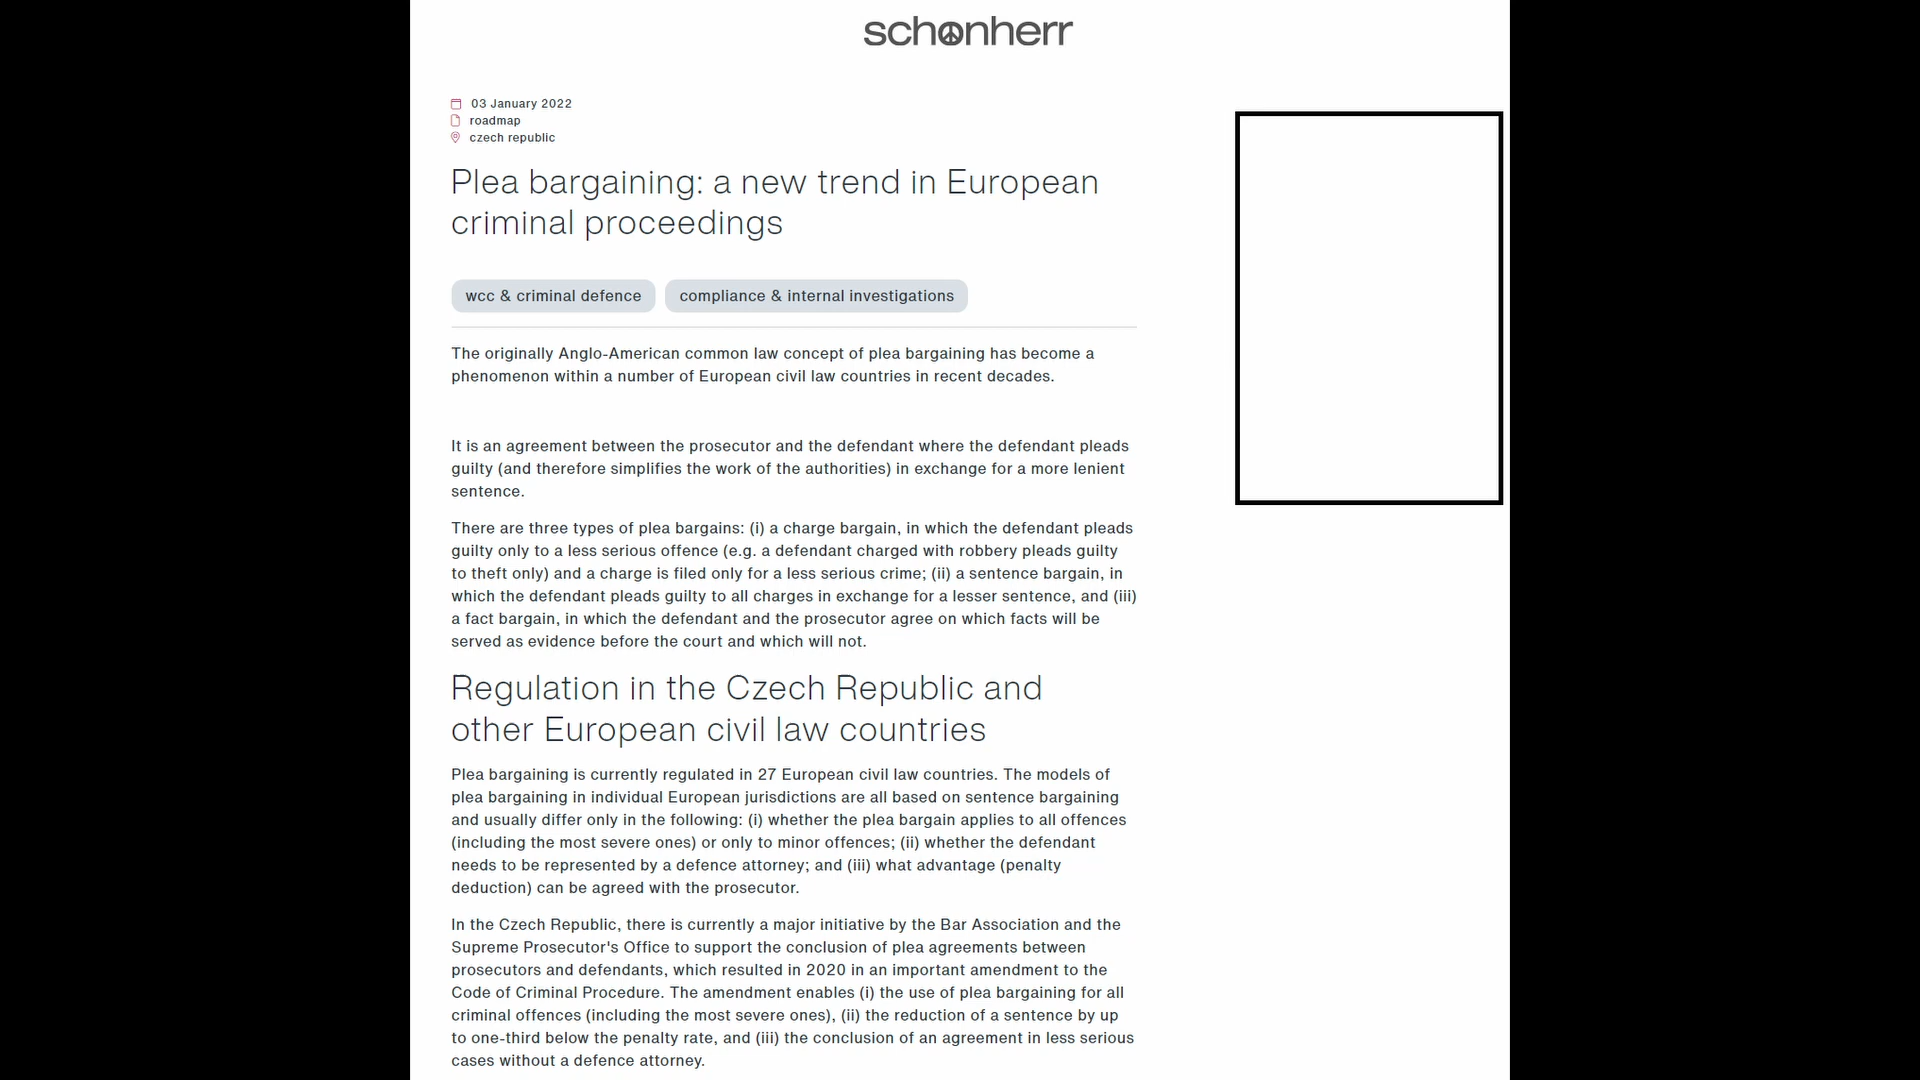 schonherr
03 January 2022
roadmap
czech republic
Plea bargaining: a new trend in European
criminal proceedings
wcc & criminal defence
compliance & internal investigations
The originally Anglo-American common law concept of plea bargaining has become a
phenomenon within a number of European civil law countries in recent decades.
It is an agreement between the prosecutor and the defendant where the defendant pleads
guilty (and therefore simplifies the work of the authorities) in exchange for a more lenient
sentence.
There are three types of plea bargains: (i) a charge bargain, in which the defendant pleads
guilty only to a less serious offence (e.g. a defendant charged with robbery pleads guilty
to theft only) and a charge is filed only for a less serious crime; (ii) a sentence bargain, in
which the defendant pleads guilty to all charges in exchange for a lesser sentence, and (iii)
a fact bargain, in which the defendant and the prosecutor agree on which facts will be
served as evidence before the court and which will not.
Regulation in the Czech Republic and
other European civil law countries
Plea bargaining is currently regulated in 27 European civil law countries. The models of
plea bargaining in individual European jurisdictions are all based on sentence bargaining
and usually differ only in the following: (i) whether the plea bargain applies to all offences
(including the most severe ones) or only to minor offences; (ii) whether the defendant
needs to be represented by a defence attorney; and (iii) what advantage (penalty
deduction) can be agreed with the prosecutor.
In the Czech Republic, there is currently a major initiative by the Bar Association and the
Supreme Prosecutor's Office to support the conclusion of plea agreements between
prosecutors and defendants, which resulted in 2020 in an important amendment to the
Code of Criminal Procedure. The amendment enables (i) the use of plea bargaining for all
criminal offences (including the most severe ones), (ii) the reduction of a sentence by up
to one-third below the penalty rate, and (iii) the conclusion of an agreement in less serious
cases without a defence attorney.